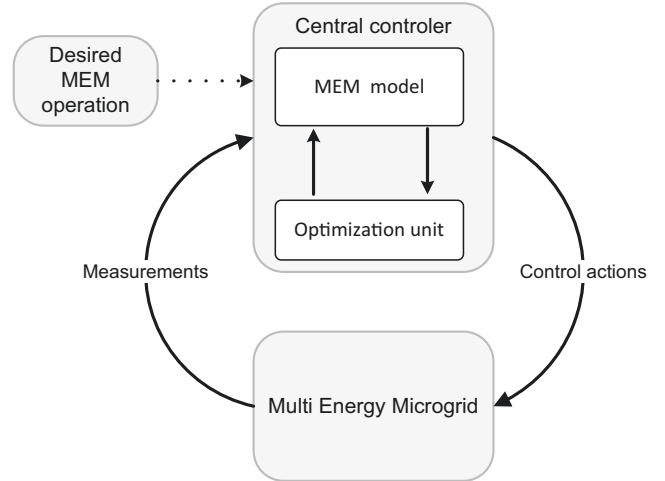 Central controler
Desired
MEM
operation
MEM model
Optimization unit
Measurements
Control actions
Multi Energy Microgrid